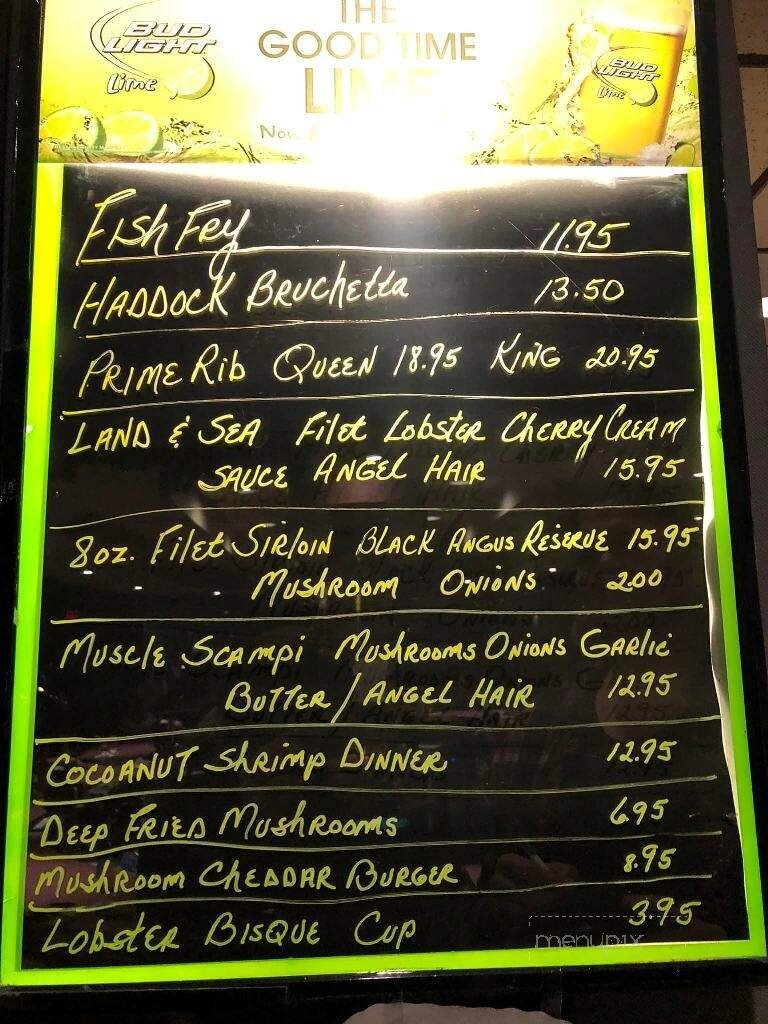 BUD LIGHT Lime
THE
GOOD TIME
LIME
BUD LIGHT Lime
Fish Fry 11.95
HADDOCK Bruchetta 13.50
PRIME Rib QUEEN 18.95 KING 20.95
LAND & SEA Filet Lobster CHERRY CREAM
SAUCE ANGEL HAIR 15.95
8oz. Filet Sirloin BLACK ANGUS RESERVE 15.95
MUSHROOM ONIONS 2.00
MUSCLE SCAMPI MUSHROOMS ONIONS GARLIC
BUTTER / ANGEL HAIR 12.95
COCOANUT SHRIMP DINNER 12.95
DEEP FRIED MUSHROOMS 6.95
MUSHROOM CHEDDAR BURGER 8.95
LOBSTER BISQUE CUP 3.95
menupix